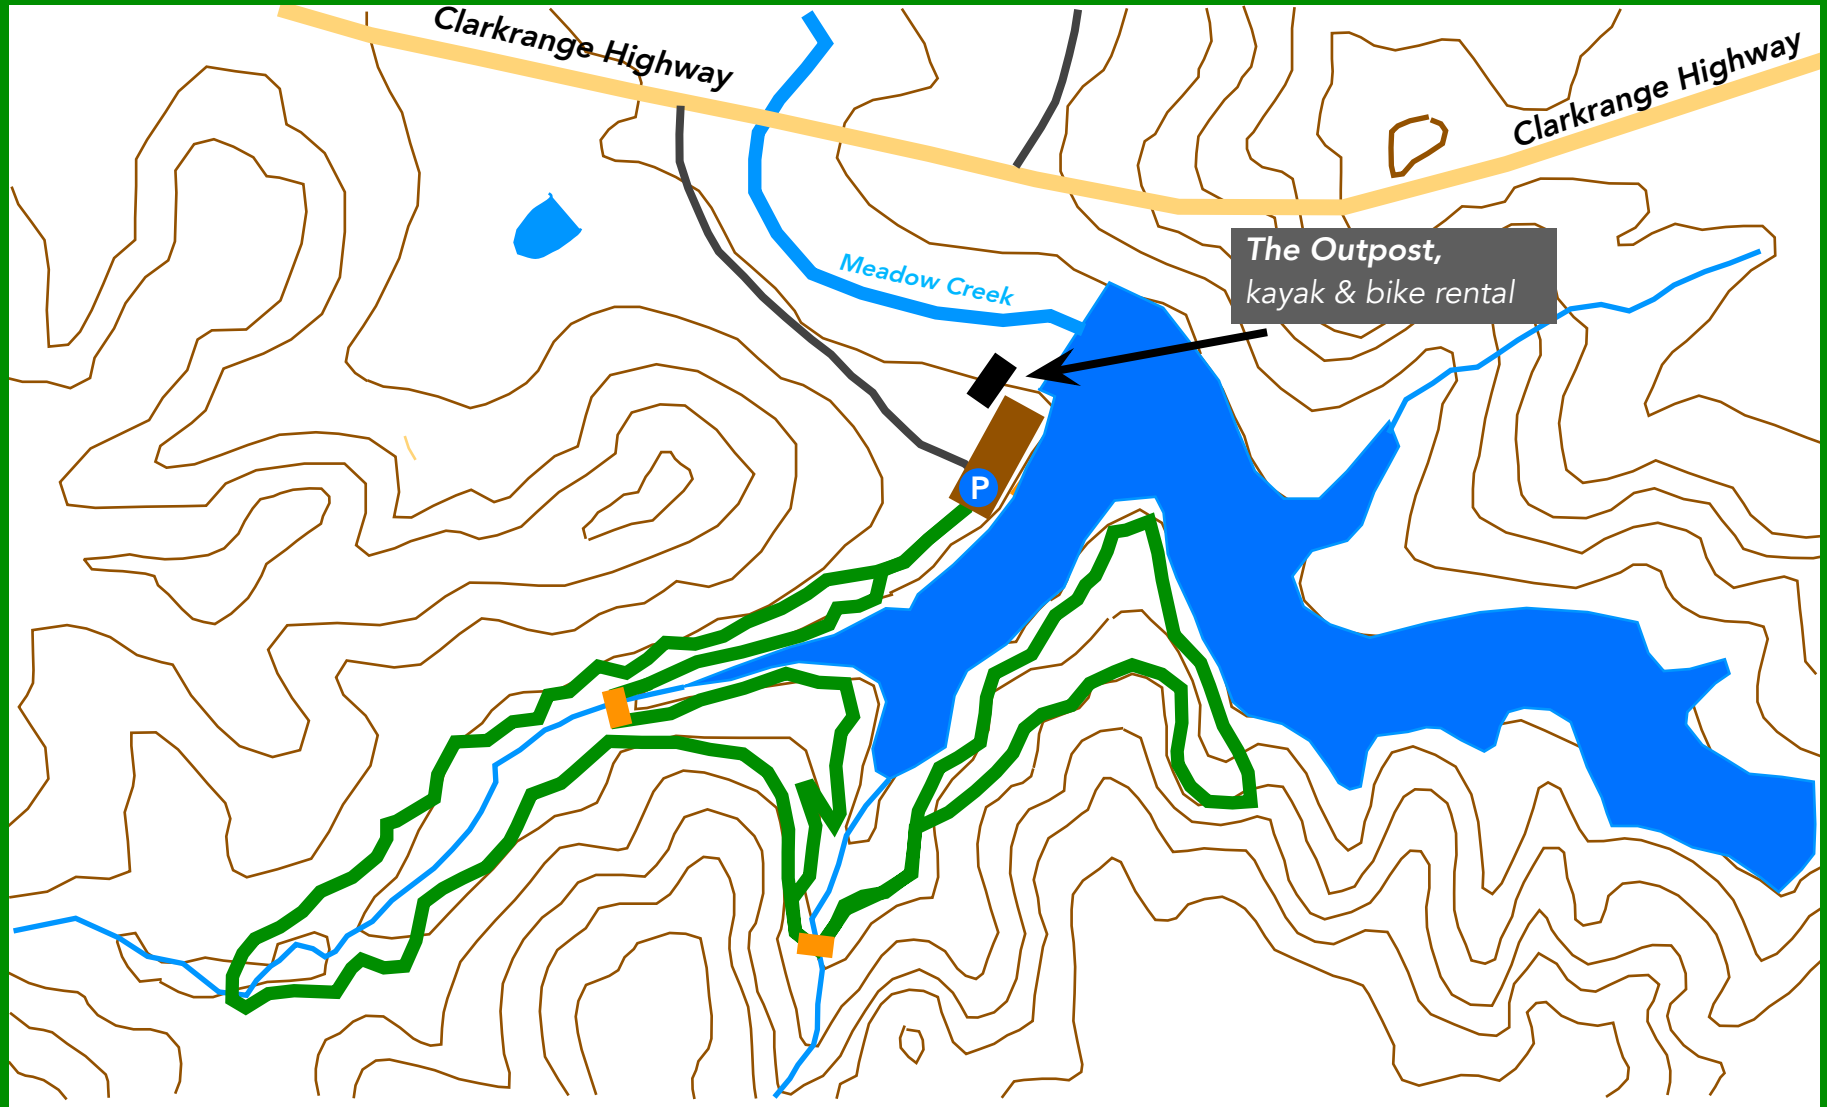 Clarkrange Highway
Clarkrange Highway
The Outpost,
kayak & bike rental
Meadow Creek
P